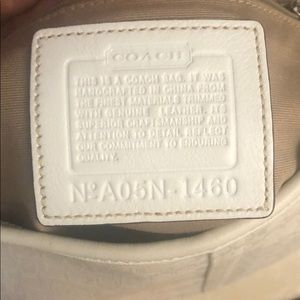 COACH
THIS IS A COACH BAG. IT WAS
HANDCRAFTED IN CHINA FROM
THE FINEST MATERIALS TRIMMED
WITH GENUINE LEATHER. ITS
SUPERIOR CRAFTSMANSHIP AND
ATTENTION TO DETAIL REFLECT
OUR COMMITMENT TO ENDURING
QUALITY.
Nº A05N-1460